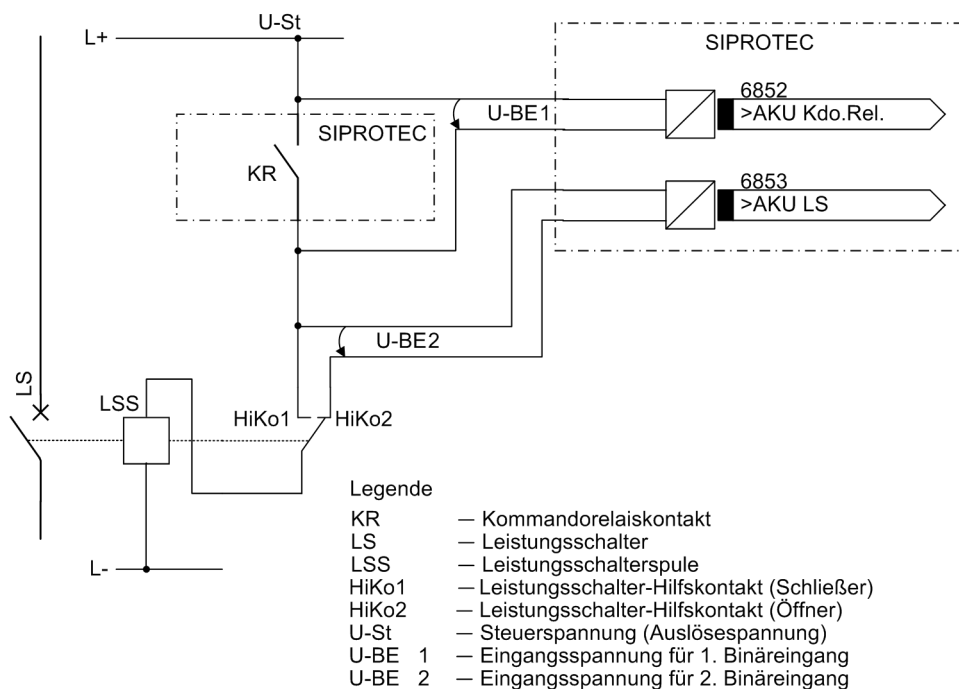 U-St
L+
SIPROTEC
6852
>AKU Kdo.Rel.
U-BE1
SIPROTEC
KR
6853
>AKU LS
U-BE2
LS
LSS
HiKo1
HiKo2
Legende
KR — Kommandorelaiskontakt
LS — Leistungsschalter
LSS — Leistungsschalterspule
L-
HiKo1 — Leistungsschalter-Hilfskontakt (Schließer)
HiKo2 — Leistungsschalter-Hilfskontakt (Öffner)
U-St — Steuerspannung (Auslösespannung)
U-BE 1 — Eingangsspannung für 1. Binäreingang
U-BE 2 — Eingangsspannung für 2. Binäreingang